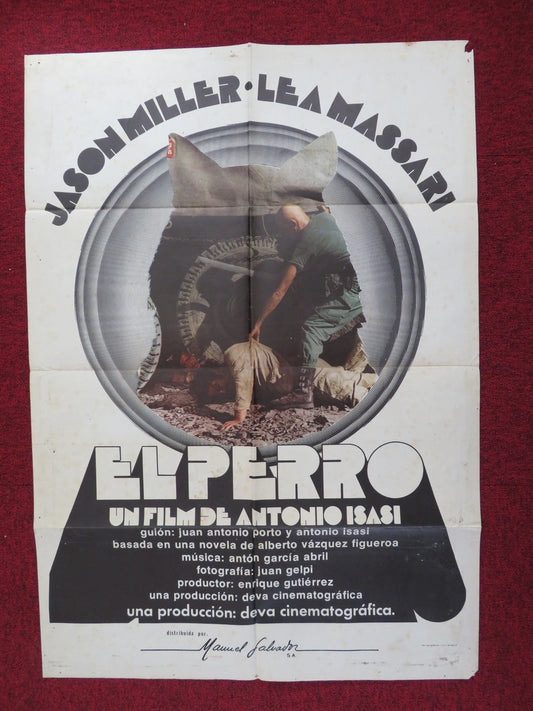 JASON MILLER · LEA MASSARI
EL PERRO
UN FILM DE ANTONIO ISASI
guión: juan antonio porto y antonio isasi
basada en una novela de alberto vázquez figueroa
música: antón garcía abril
fotografía: juan gelpi
productor: enrique gutiérrez
una producción: deva cinematográfica
una producción: deva cinematográfica.
distribuida por.
Manuel Salvador
S.A.